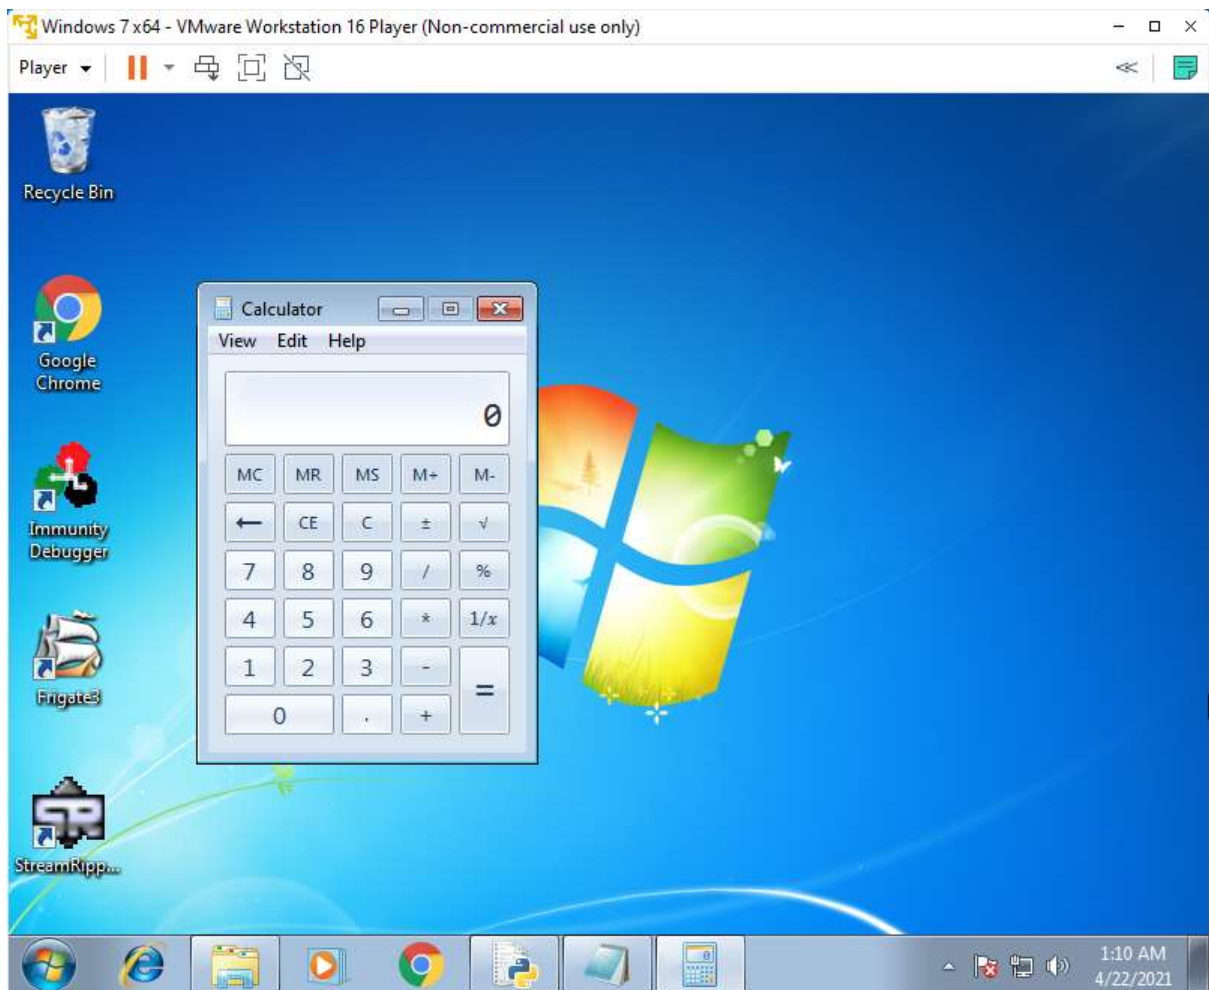 Windows 7 x64 - VMware Workstation 16 Player (Non-commercial use only)
Player
Recycle Bin
Google
Chrome
Immunity
Debugger
Frigate3
StreamRipp...
Calculator
View Edit Help
0
MC MR MS M+ M-
← CE C ± √
7 8 9 / %
4 5 6 * 1/x
1 2 3 - =
0 . +
1:10 AM
4/22/2021